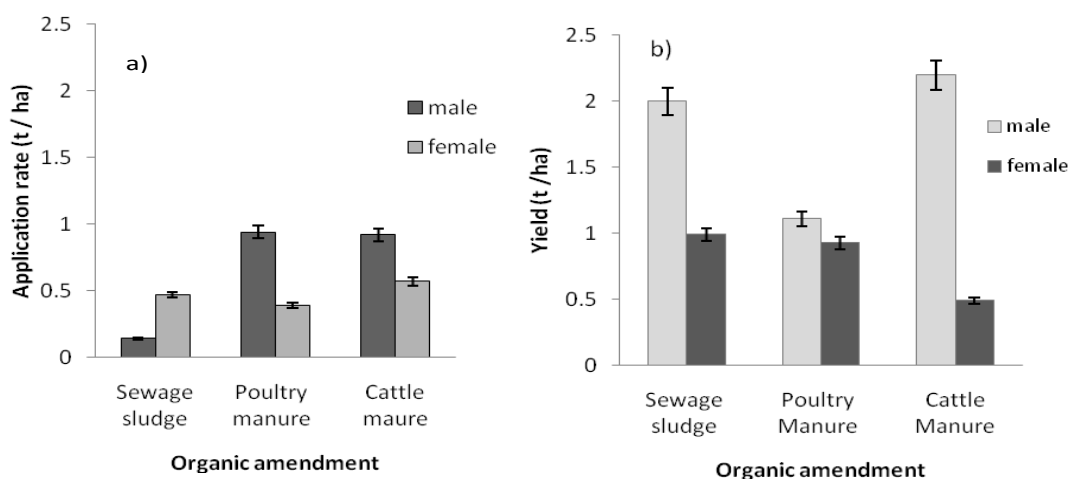 a)
Application rate (t / ha)
2.5
2
1.5
1
0.5
0
male
female
Sewage sludge
Poultry manure
Cattle maure
Organic amendment
b)
Yield (t /ha)
2.5
2
1.5
1
0.5
0
male
female
Sewage sludge
Poultry Manure
Cattle Manure
Organic amendment